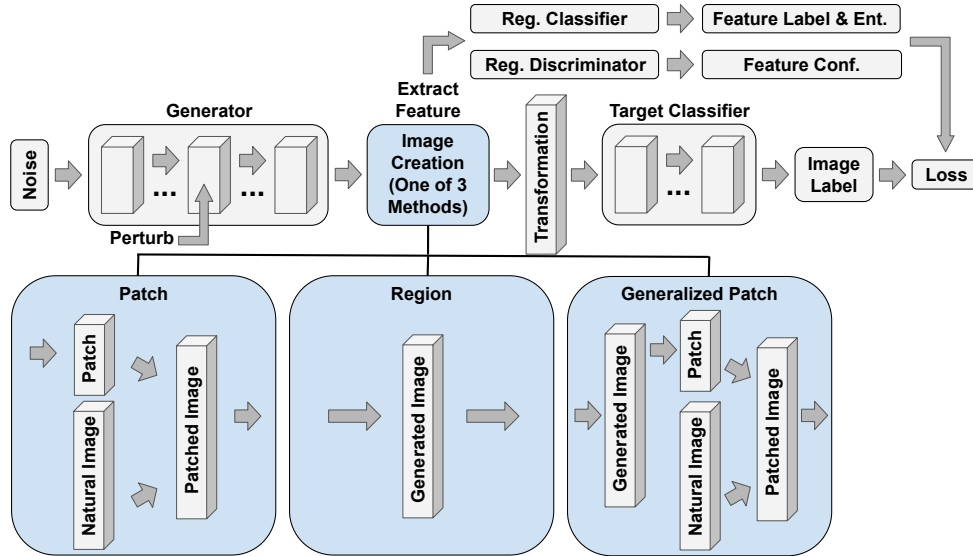 Reg. Classifier
Feature Label & Ent.
Reg. Discriminator
Feature Conf.
Extract
Feature
Generator
Target Classifier
Noise
...
...
Perturb
Image
Creation
(One of 3
Methods)
Transformation
...
Image
Label
Loss
Patch
Patch
Natural Image
Patched Image
Region
Generated Image
Generalized Patch
Generated Image
Patch
Natural Image
Patched Image